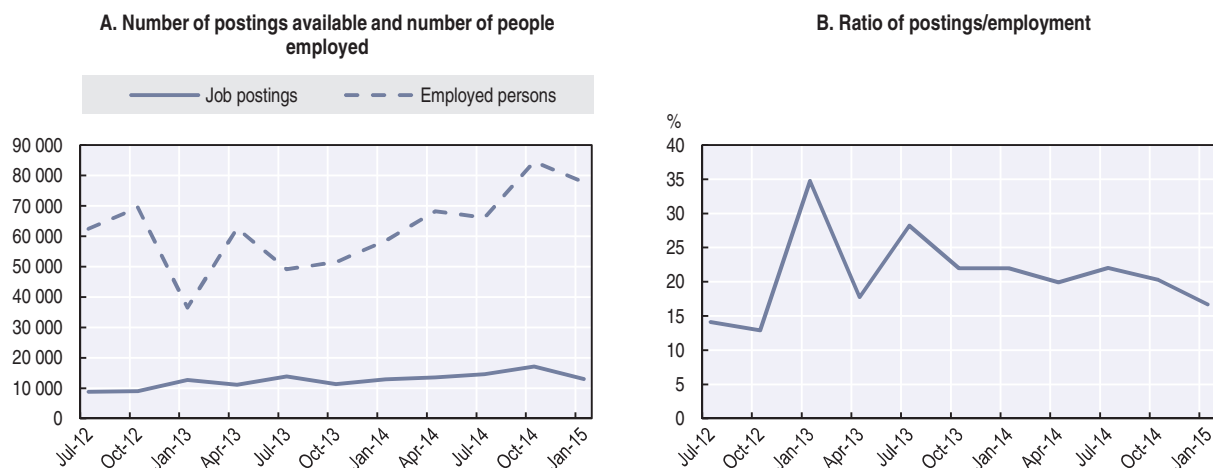 A. Number of postings available and number of people
employed
Job postings
Employed persons
90 000
80 000
70 000
60 000
50 000
40 000
30 000
20 000
10 000
0
Jul-12
Oct-12
Jan-13
Apr-13
Jul-13
Oct-13
Jan-14
Apr-14
Jul-14
Oct-14
Jan-15
B. Ratio of postings/employment
%
40
35
30
25
20
15
10
5
0
Jul-12
Oct-12
Jan-13
Apr-13
Jul-13
Oct-13
Jan-14
Apr-14
Jul-14
Oct-14
Jan-15